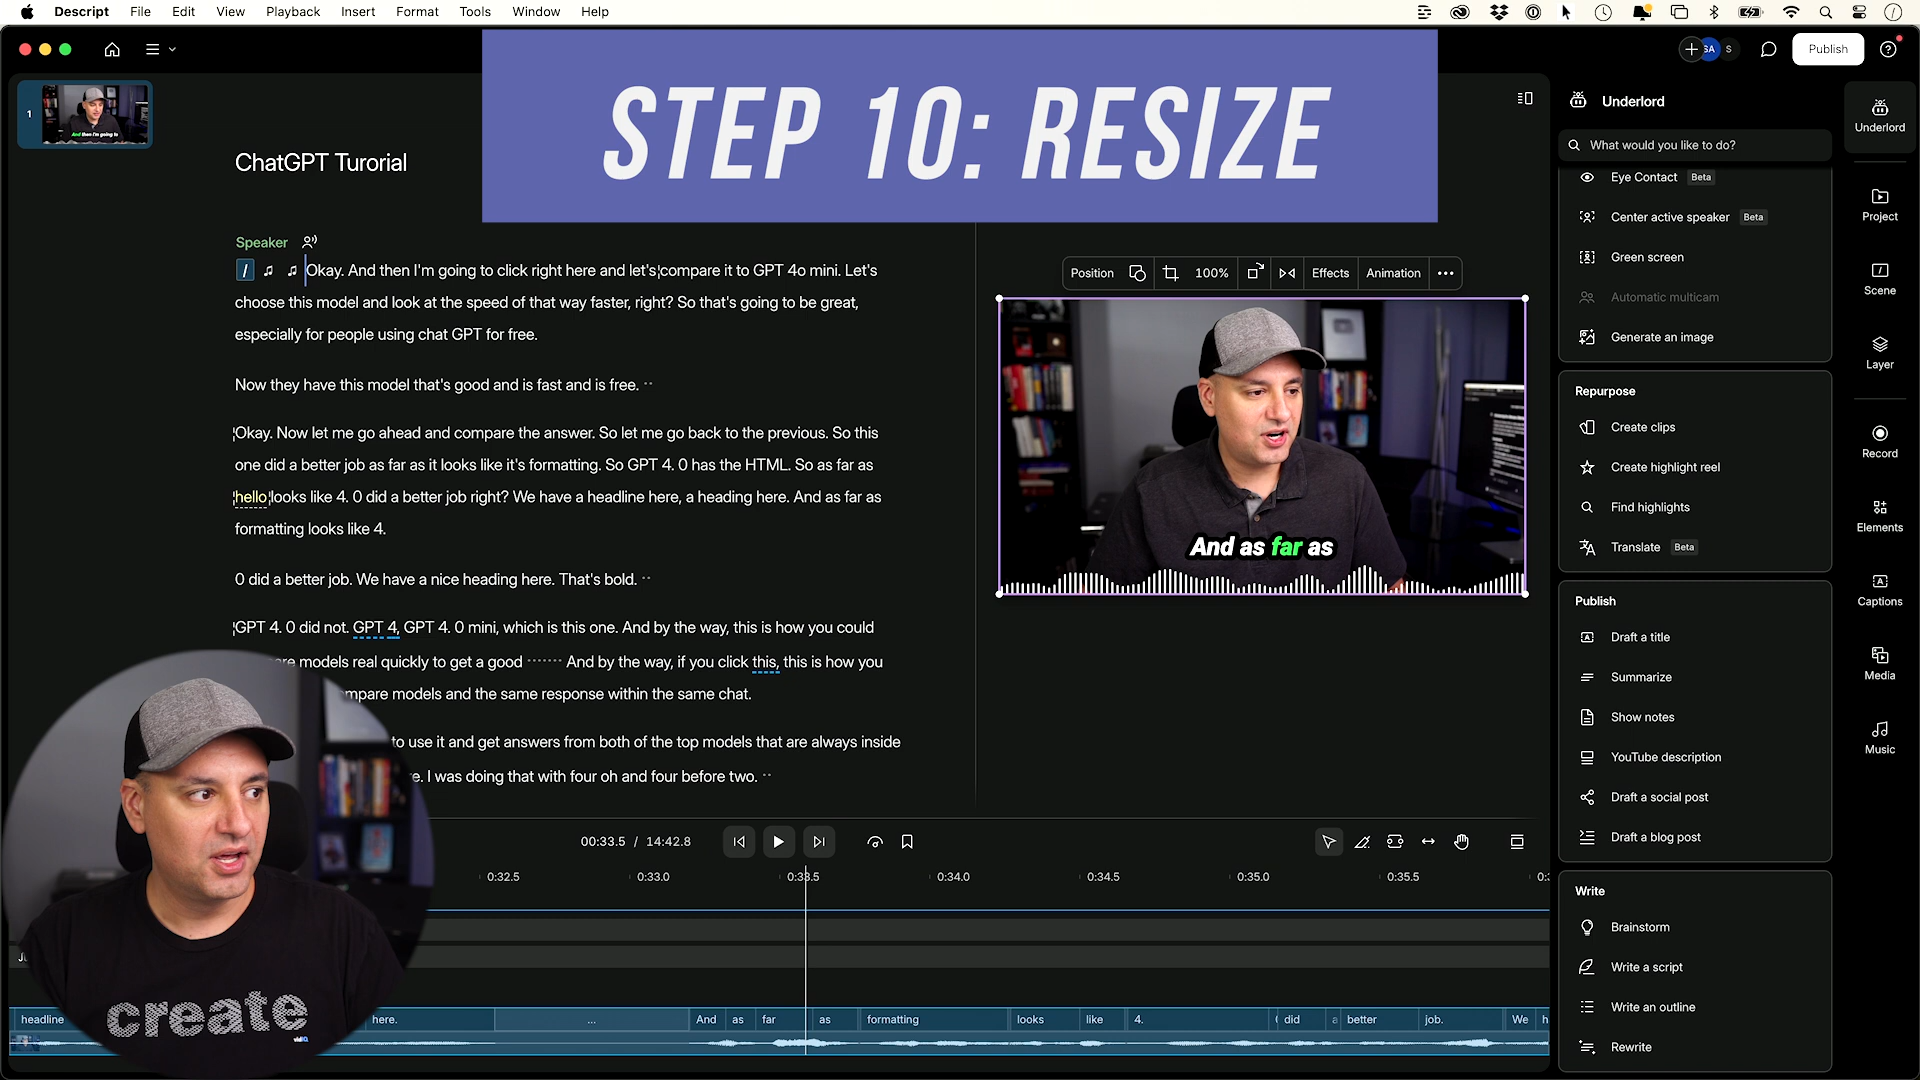 Descript File Edit View Playback Insert Format Tools Window Help
SA S Publish
STEP 10: RESIZE
1
And then I'm going to
ChatGPT Turorial
Speaker
/ Okay. And then I'm going to click right here and let's compare it to GPT 4o mini. Let's
choose this model and look at the speed of that way faster, right? So that's going to be great,
especially for people using chat GPT for free.
Now they have this model that's good and is fast and is free.
Okay. Now let me go ahead and compare the answer. So let me go back to the previous. So this
one did a better job as far as it looks like it's formatting. So GPT 4. 0 has the HTML. So as far as
hello looks like 4. 0 did a better job right? We have a headline here, a heading here. And as far as
formatting looks like 4.
0 did a better job. We have a nice heading here. That's bold.
GPT 4. 0 did not. GPT 4, GPT 4. 0 mini, which is this one. And by the way, this is how you could
models real quickly to get a good ······· And by the way, if you click this, this is how you
mpare models and the same response within the same chat.
to use it and get answers from both of the top models that are always inside
I was doing that with four oh and four before two.
Position 100% Effects Animation
And as far as
create
00:33.5 / 14:42.8
0:32.5 0:33.0 0:33.5 0:34.0 0:34.5 0:35.0 0:35.5
headline here. ... And as far as formatting looks like 4. did a better job. We h
Underlord
What would you like to do?
Eye Contact Beta
Center active speaker Beta
Green screen
Automatic multicam
Generate an image
Repurpose
Create clips
Create highlight reel
Find highlights
Translate Beta
Publish
Draft a title
Summarize
Show notes
YouTube description
Draft a social post
Draft a blog post
Write
Brainstorm
Write a script
Write an outline
Rewrite
Underlord
Project
Scene
Layer
Record
Elements
Captions
Media
Music